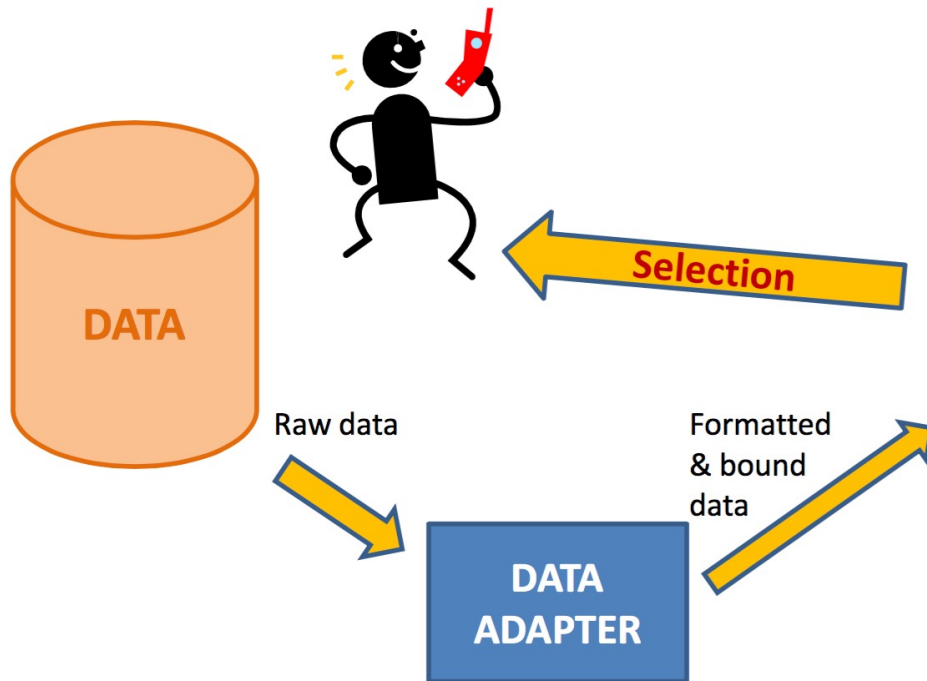 Selection
DATA
Raw data
Formatted
& bound
data
DATA
ADAPTER